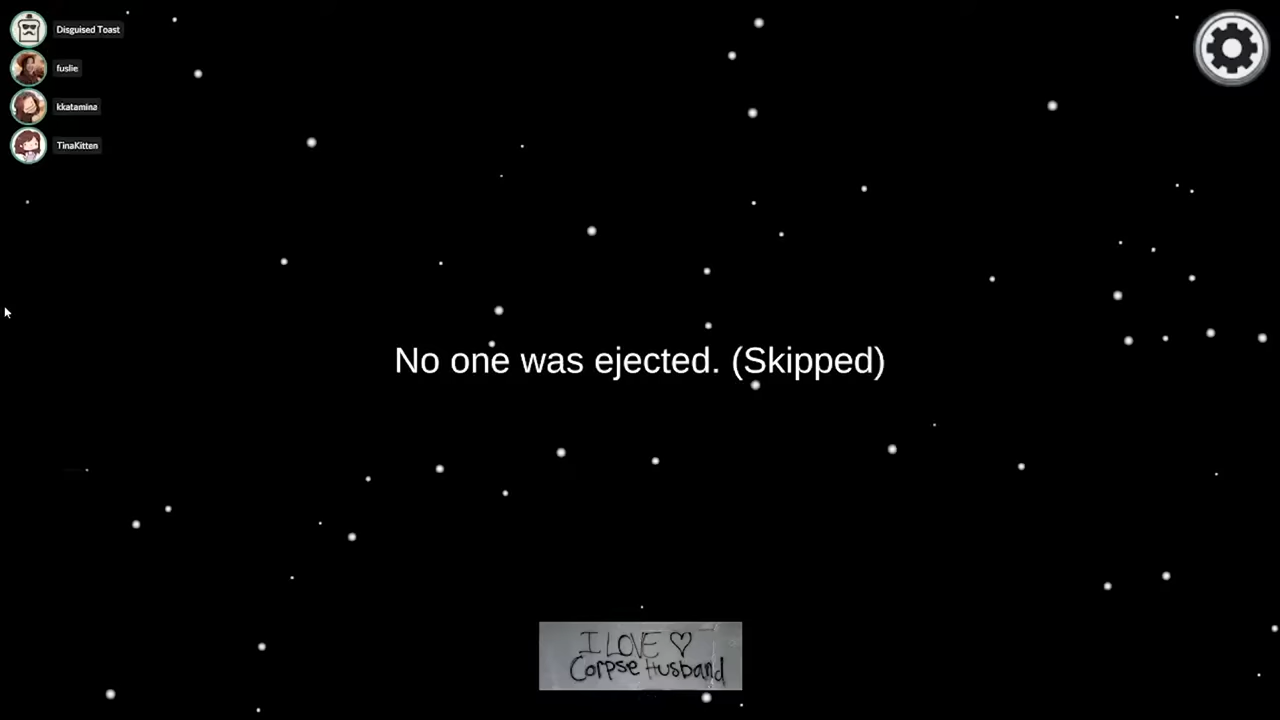 Disguised Toast
fuslie
kkatamina
TinaKitten
No one was ejected. (Skipped)
I LOVE ♡
Corpse Husband